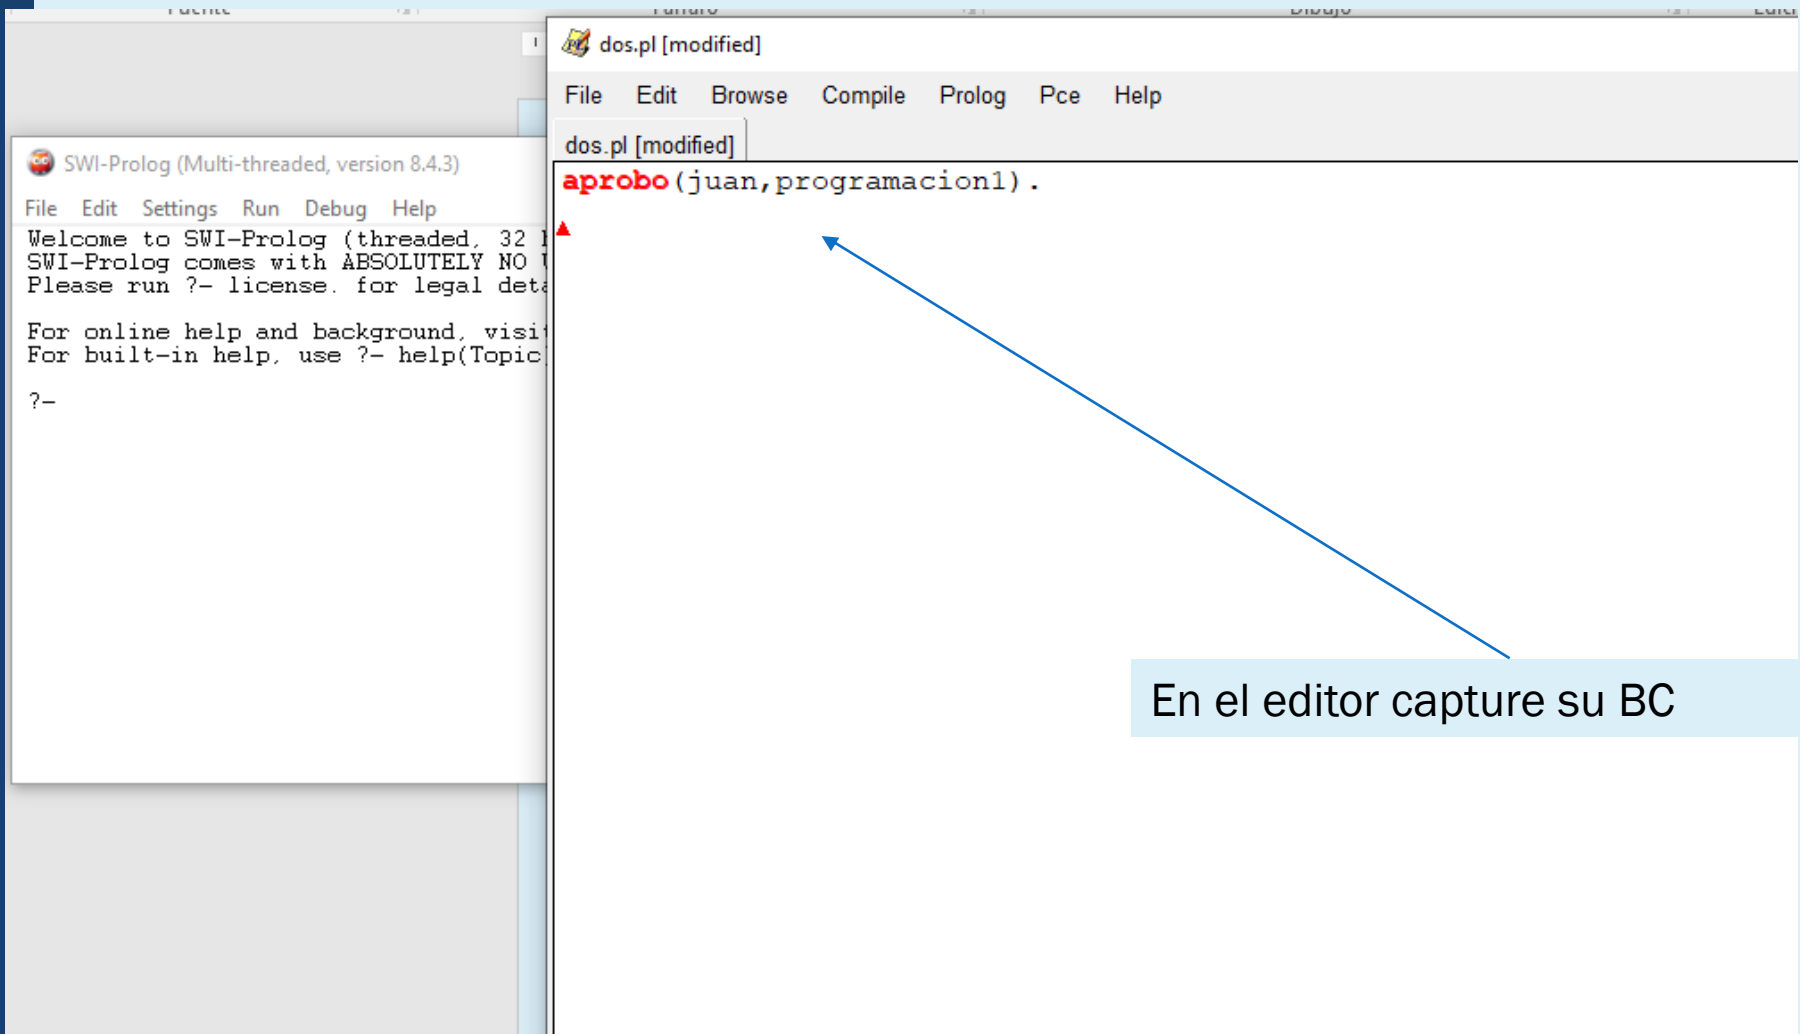 dos.pl [modified]
File Edit Browse Compile Prolog Pce Help
dos.pl [modified]
aprobo(juan,programacion1).
SWI-Prolog (Multi-threaded, version 8.4.3)
File Edit Settings Run Debug Help
Welcome to SWI-Prolog (threaded, 32
SWI-Prolog comes with ABSOLUTELY NO
Please run ?- license. for legal
For online help and background,
For built-in help, use ?- help(Topic
?-
En el editor capture su BC